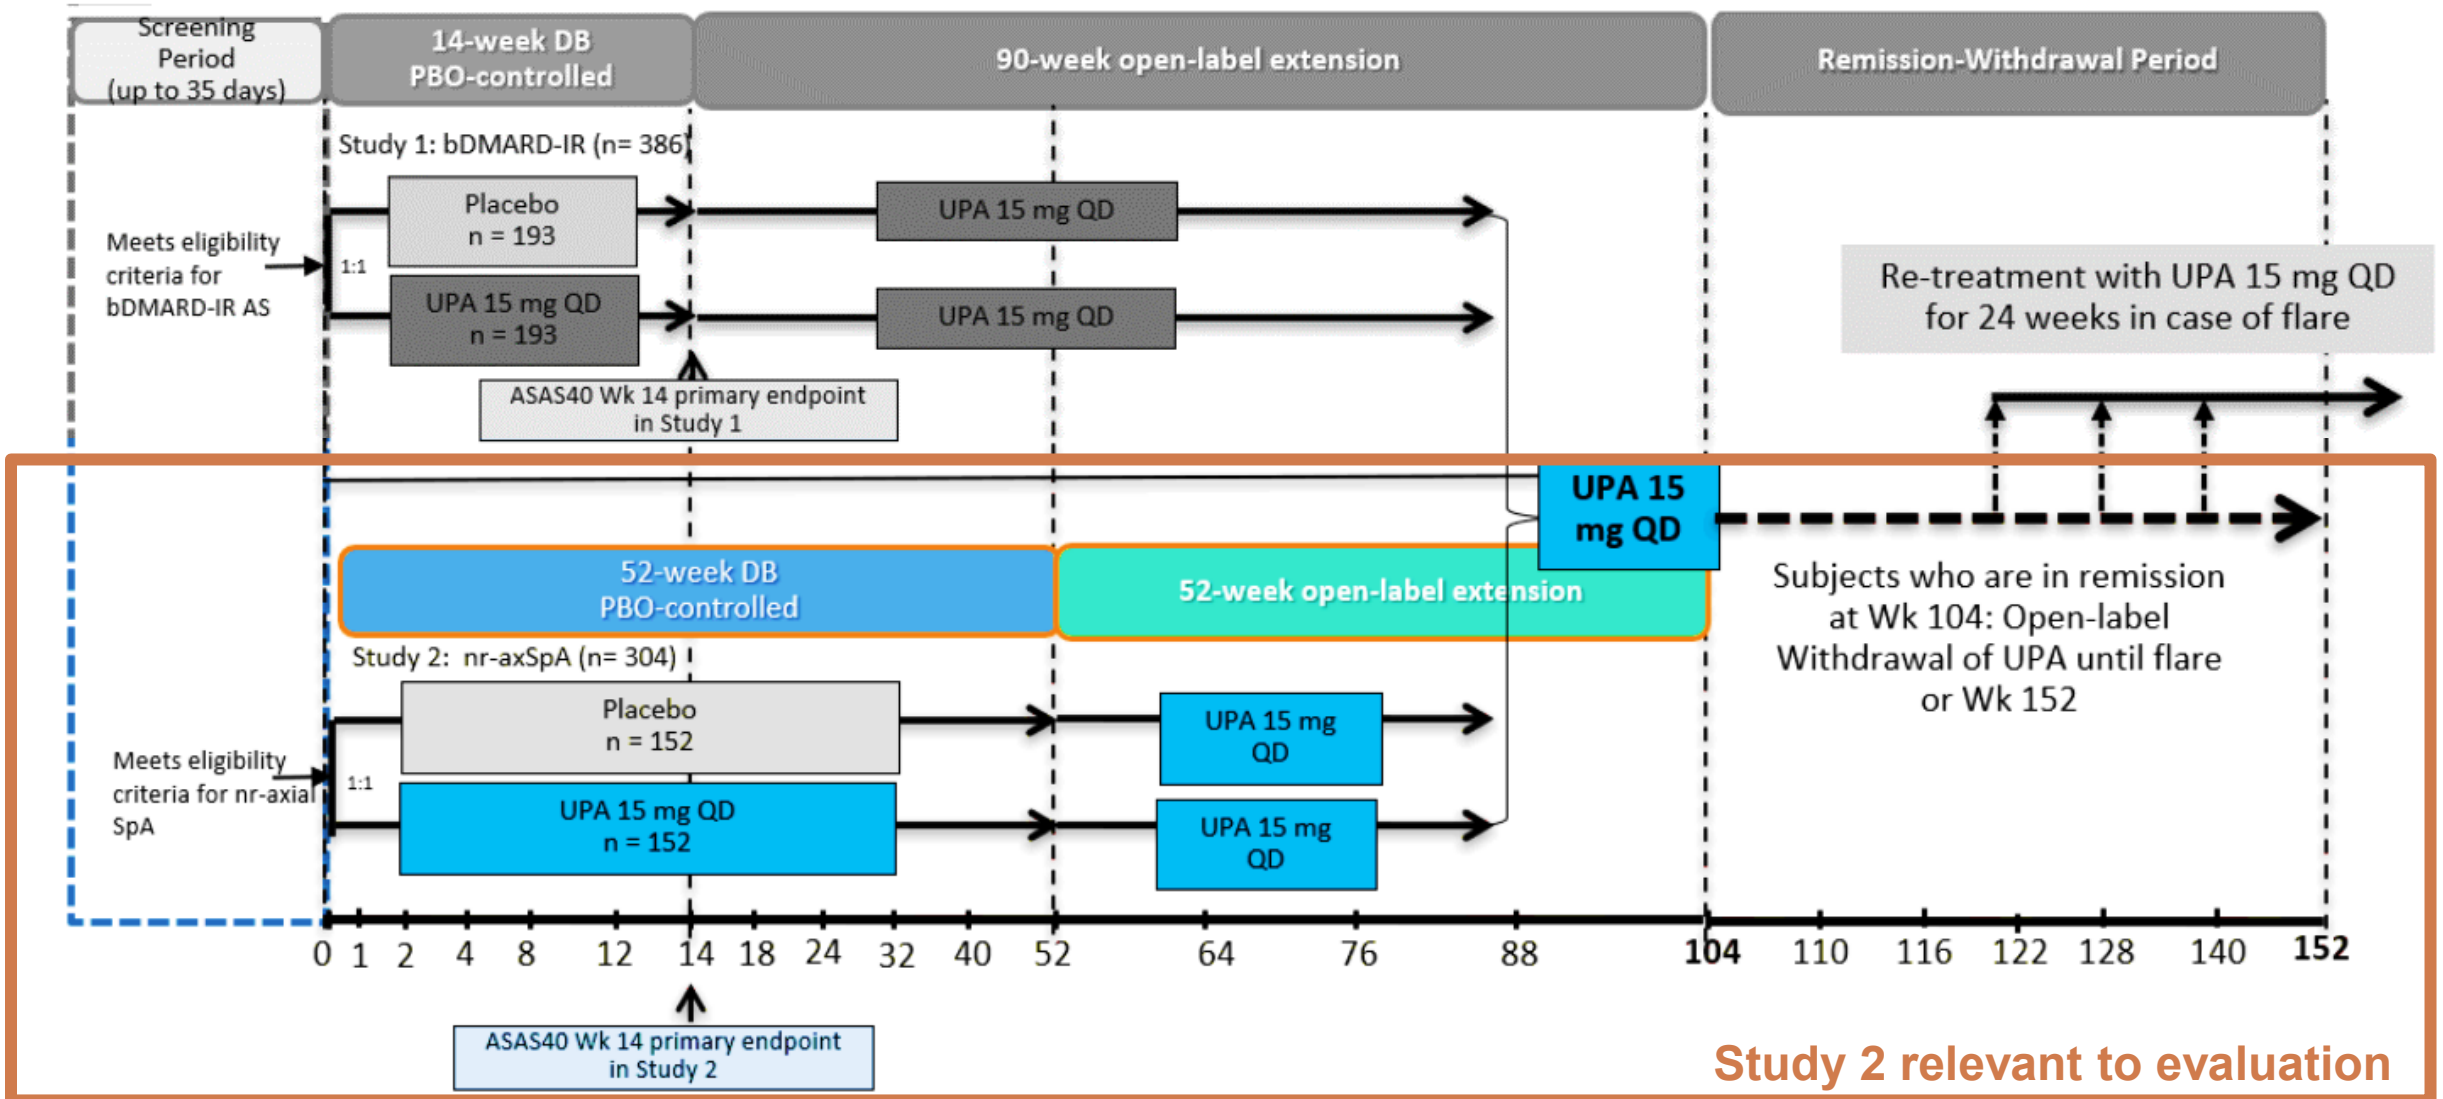 Screening
Period
(up to 35 days)
14-week DB
PBO-controlled
90-week open-label extension
Remission-Withdrawal Period
Study 1: bDMARD-IR (n= 386)
Meets eligibility
criteria for
bDMARD-IR AS
1:1
Placebo
n = 193
UPA 15 mg QD
n = 193
UPA 15 mg QD
UPA 15 mg QD
ASAS40 Wk 14 primary endpoint
in Study 1
Re-treatment with UPA 15 mg QD
for 24 weeks in case of flare
UPA 15
mg QD
52-week DB
PBO-controlled
52-week open-label extension
Subjects who are in remission
at Wk 104: Open-label
Withdrawal of UPA until flare
or Wk 152
Study 2: nr-axSpA (n= 304)
Meets eligibility
criteria for nr-axial
SpA
1:1
Placebo
n = 152
UPA 15 mg QD
n = 152
UPA 15 mg
QD
UPA 15 mg
QD
0 1 2 4 8 12 14 18 24 32 40 52 64 76 88 104 110 116 122 128 140 152
ASAS40 Wk 14 primary endpoint
in Study 2
Study 2 relevant to evaluation